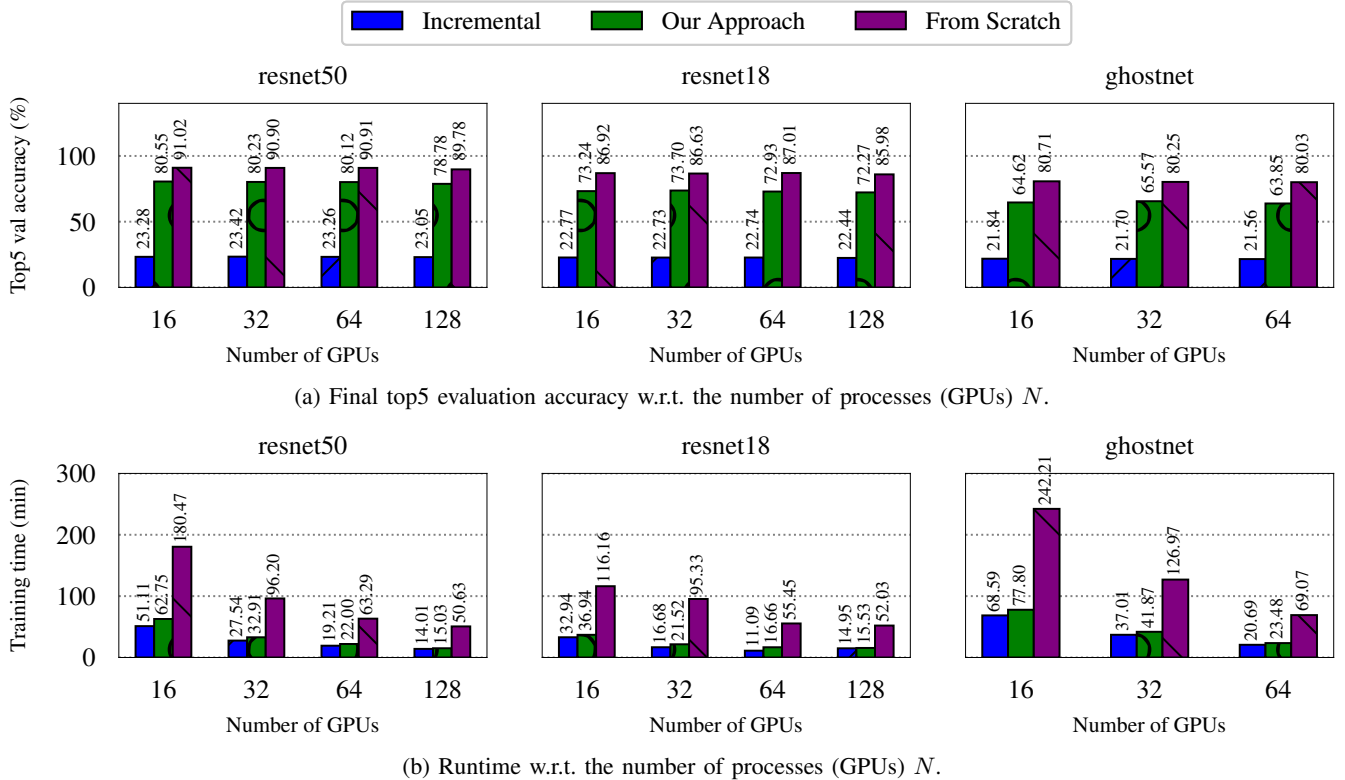 Incremental Our Approach From Scratch
resnet50 resnet18 ghostnet
Top5 val accuracy (%)
100
50
0
23.28 80.55 91.02 23.42 80.23 90.90 23.26 80.12 90.91 23.05 78.78 89.78
22.77 73.24 86.92 22.73 73.70 86.63 22.74 72.93 87.01 22.44 72.27 85.98
21.84 64.62 80.71 21.70 65.57 80.25 21.56 63.85 80.03
16 32 64 128 16 32 64 128 16 32 64
Number of GPUs Number of GPUs Number of GPUs
(a) Final top5 evaluation accuracy w.r.t. the number of processes (GPUs) N.
resnet50 resnet18 ghostnet
Training time (min)
300
200
100
0
51.11 62.75 180.47 27.54 32.91 96.20 19.21 22.00 63.29 14.01 15.03 50.63
32.94 36.94 116.16 16.68 21.52 95.33 11.09 16.66 55.45 14.95 15.53 52.03
68.59 77.80 242.21 37.01 41.87 126.97 20.69 23.48 69.07
16 32 64 128 16 32 64 128 16 32 64
Number of GPUs Number of GPUs Number of GPUs
(b) Runtime w.r.t. the number of processes (GPUs) N.